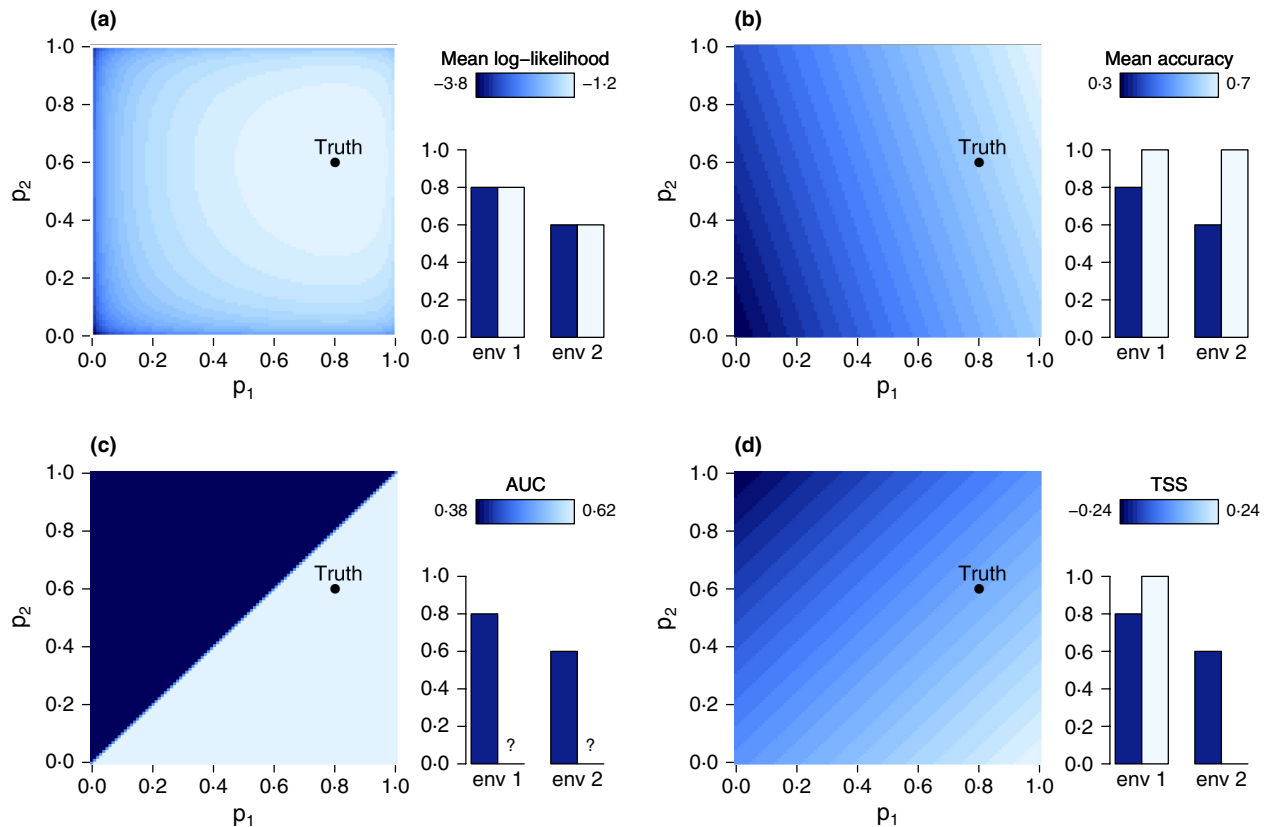 (a)
Mean log−likelihood
−3·8
−1·2
1·0
0·8
0·6
0·4
0·2
0·0
p2
Truth
0·0 0·2 0·4 0·6 0·8 1·0
p1
1·0
0·8
0·6
0·4
0·2
0·0
env 1 env 2
(b)
Mean accuracy
0·3
0·7
1·0
0·8
0·6
0·4
0·2
0·0
p2
Truth
0·0 0·2 0·4 0·6 0·8 1·0
p1
1·0
0·8
0·6
0·4
0·2
0·0
env 1 env 2
(c)
AUC
0·38
0·62
1·0
0·8
0·6
0·4
0·2
0·0
p2
Truth
0·0 0·2 0·4 0·6 0·8 1·0
p1
1·0
0·8
0·6
0·4
0·2
0·0
? ?
env 1 env 2
(d)
TSS
−0·24
0·24
1·0
0·8
0·6
0·4
0·2
0·0
p2
Truth
0·0 0·2 0·4 0·6 0·8 1·0
p1
1·0
0·8
0·6
0·4
0·2
0·0
env 1 env 2